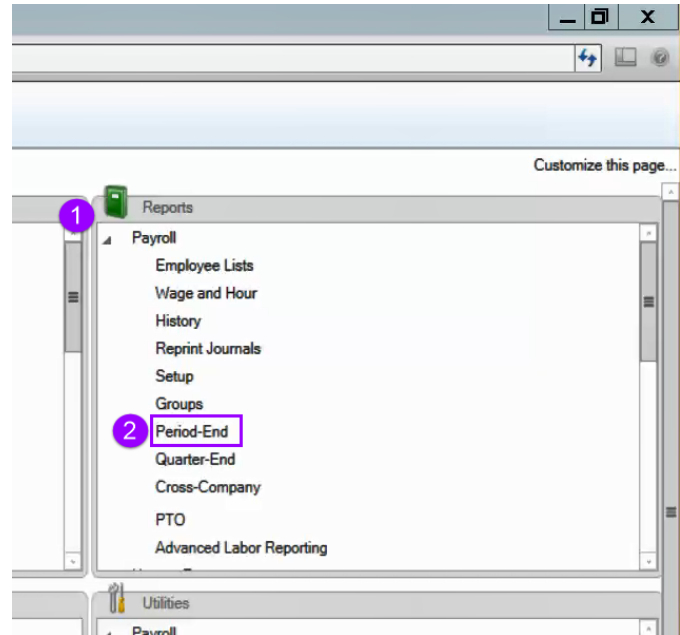 X
Customize this page...
1
Reports
Payroll
Employee Lists
Wage and Hour
History
Reprint Journals
Setup
Groups
2
Period-End
Quarter-End
Cross-Company
PTO
Advanced Labor Reporting
Utilities
Payroll